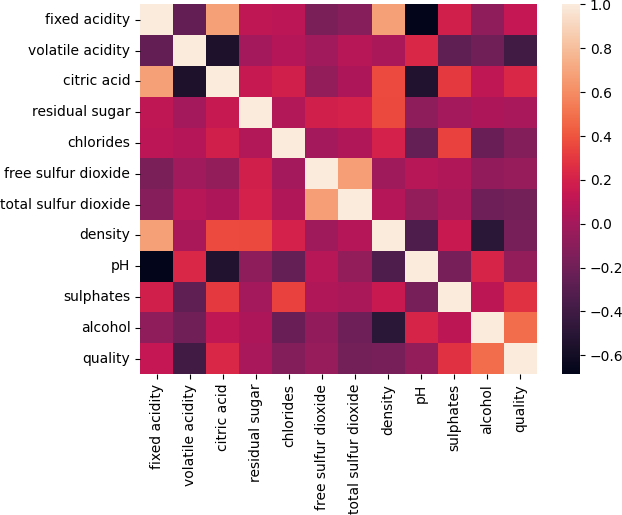 fixed acidity
volatile acidity
citric acid
residual sugar
chlorides
free sulfur dioxide
total sulfur dioxide
density
pH
sulphates
alcohol
quality
fixed acidity
volatile acidity
citric acid
residual sugar
chlorides
free sulfur dioxide
total sulfur dioxide
density
pH
sulphates
alcohol
quality
1.0
0.8
0.6
0.4
0.2
0.0
−0.2
−0.4
−0.6